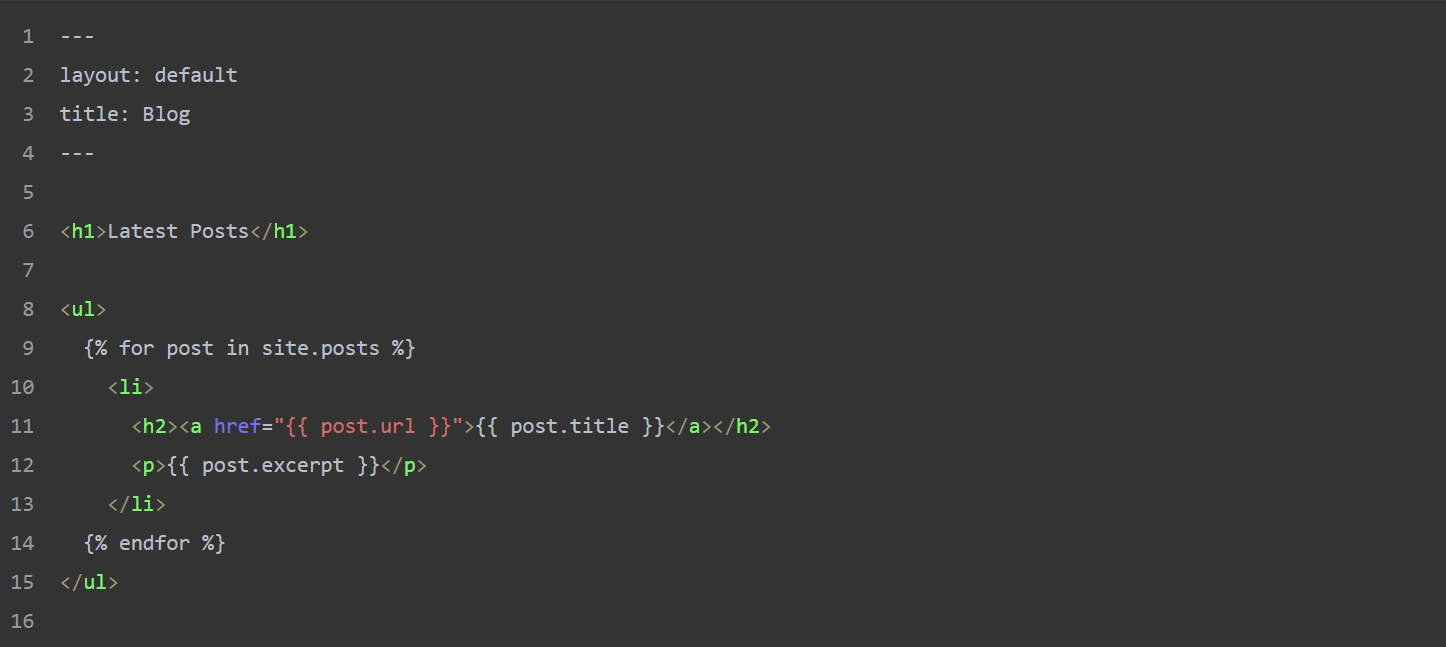 1 ---
2 layout: default
3 title: Blog
4 ---
5
6 <h1>Latest Posts</h1>
7
8 <ul>
9   {% for post in site.posts %}
10     <li>
11       <h2><a href="{{ post.url }}">{{ post.title }}</a></h2>
12       <p>{{ post.excerpt }}</p>
13     </li>
14   {% endfor %}
15 </ul>
16